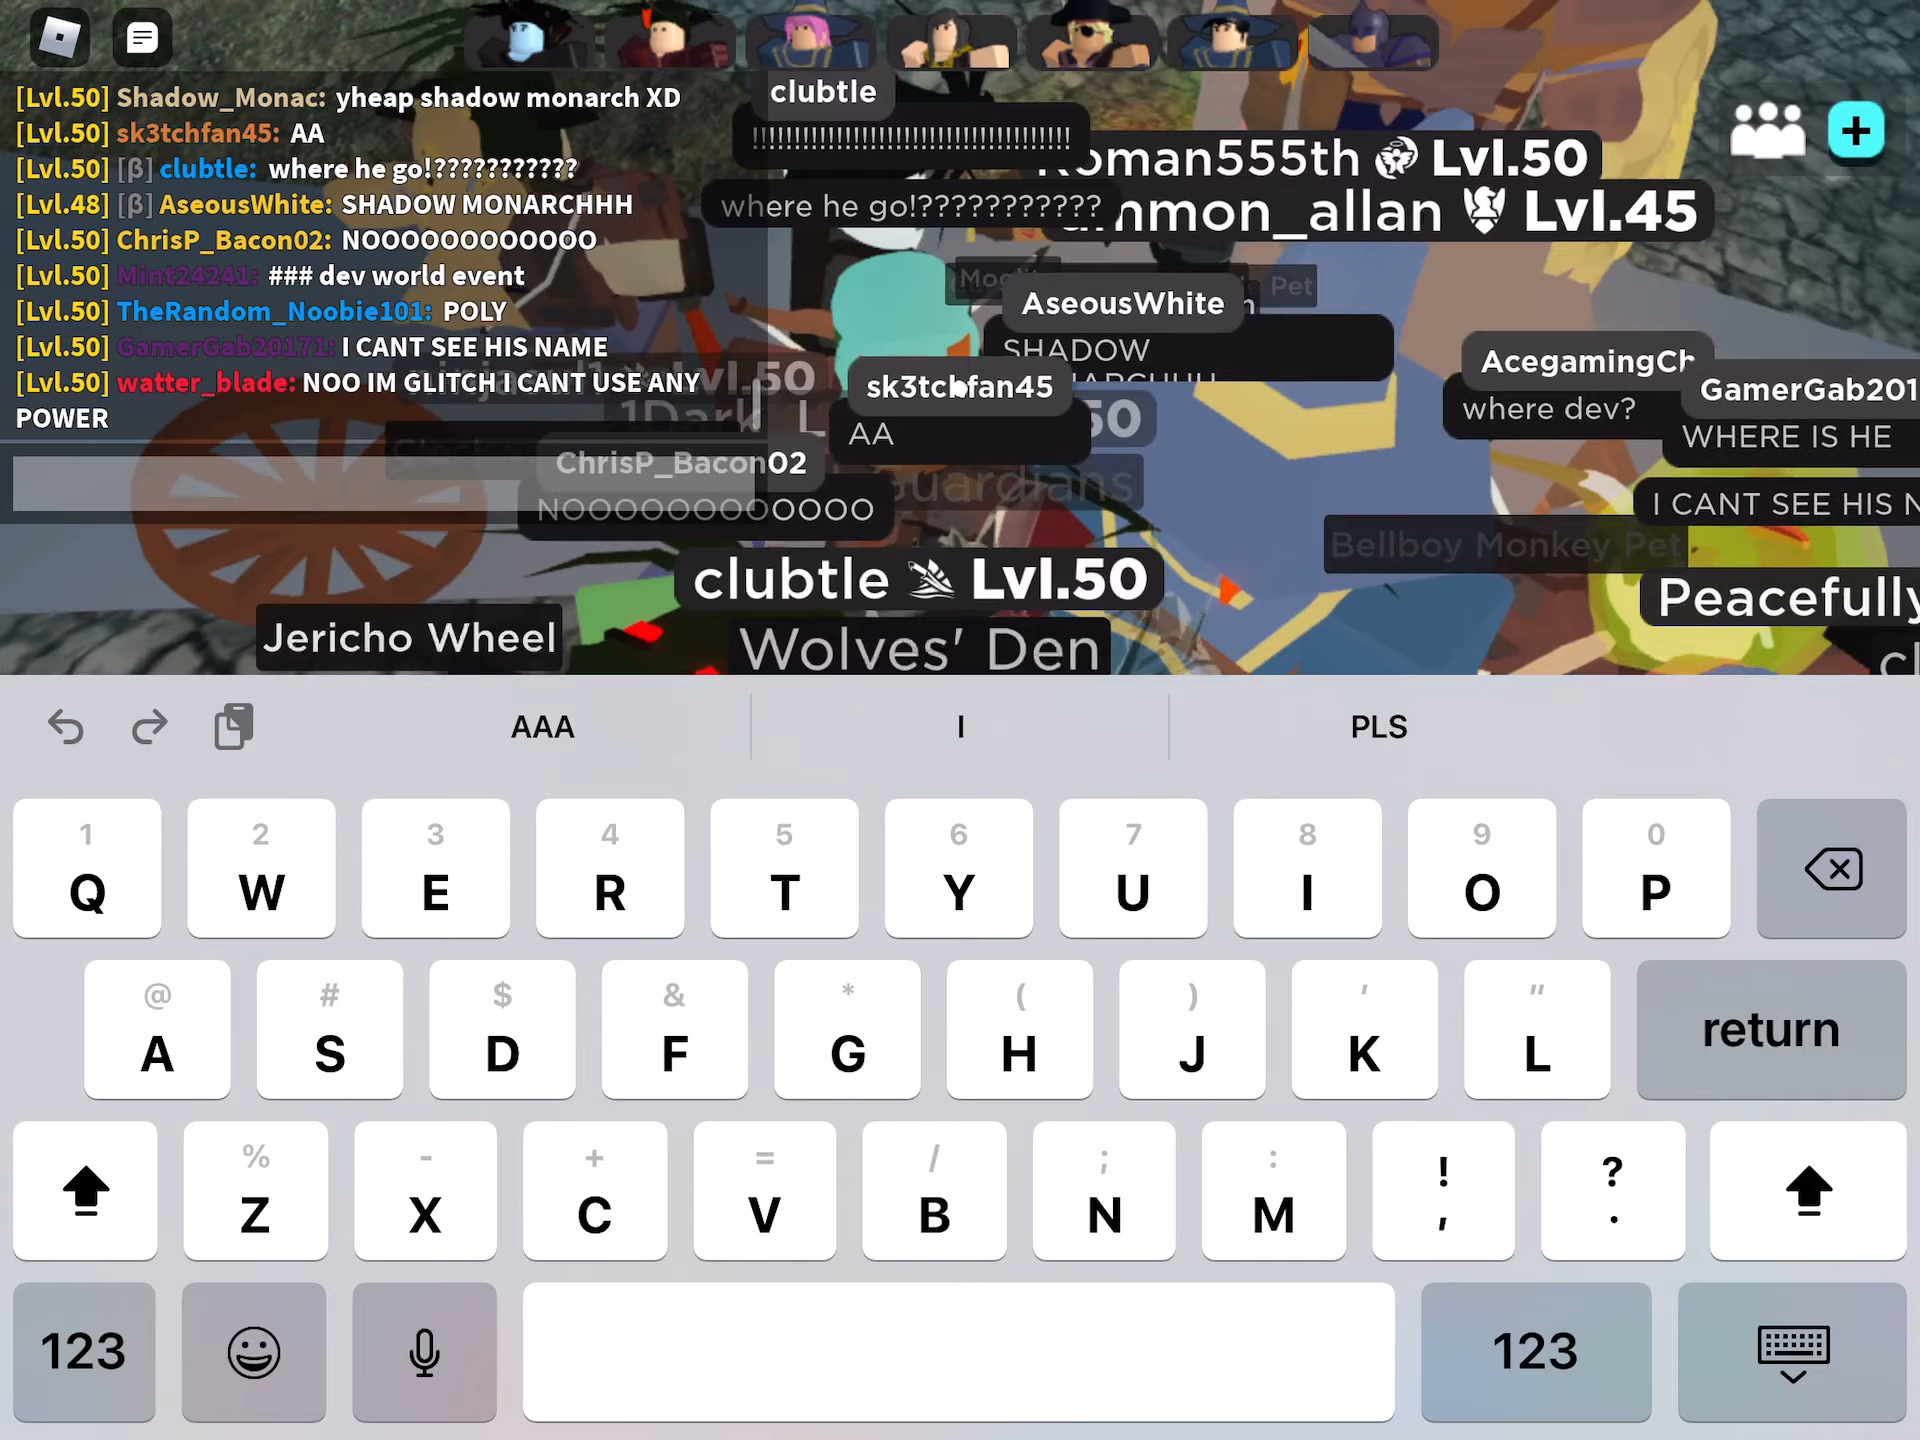 [Lvl.50] Shadow_Monac: yheap shadow monarch XD
[Lvl.50] sk3tchfan45: AA
[Lvl.50] [β] clubtle: where he go!???????????
[Lvl.48] [β] AseousWhite: SHADOW MONARCHHH
[Lvl.50] ChrisP_Bacon02: NOOOOOOOOOOOO
[Lvl.50] Mint24241: ### dev world event
[Lvl.50] TheRandom_Noobie101: POLY
[Lvl.50] GamerGab20171: I CANT SEE HIS NAME
[Lvl.50] watter_blade: NOO IM GLITCH I CANT USE ANY
POWER
clubtle
!!!!!!!!!!!!!!!!!!!!!!!!!!!!!!!!!!!!!!
where he go!???????????
Roman555th Lvl.50
mmon_allan Lvl.45
Pet
AseousWhite
SHADOW
sk3tchfan45
AA
50
AcegamingCh
where dev?
GamerGab201
WHERE IS HE
I CANT SEE HIS N
ChrisP_Bacon02
NOOOOOOOOOOOO
Guardians
Bellboy Monkey Pet
clubtle Lvl.50
Peacefully
Jericho Wheel
Wolves' Den
cl
AAA I PLS
1 2 3 4 5 6 7 8 9 0
Q W E R T Y U I O P
@ # $ & * ( ) ' "
A S D F G H J K L return
% - + = / ; : ! ?
Z X C V B N M , .
123 123